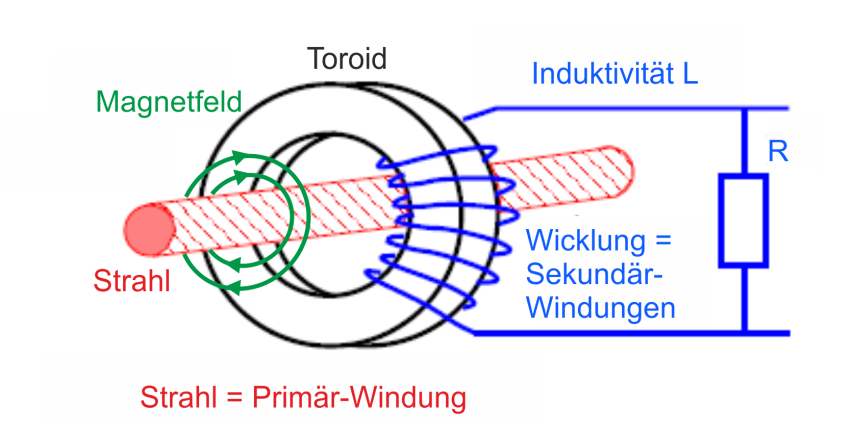 Toroid
Induktivität L
Magnetfeld
R
Wicklung =
Sekundär-
Windungen
Strahl
Strahl = Primär-Windung